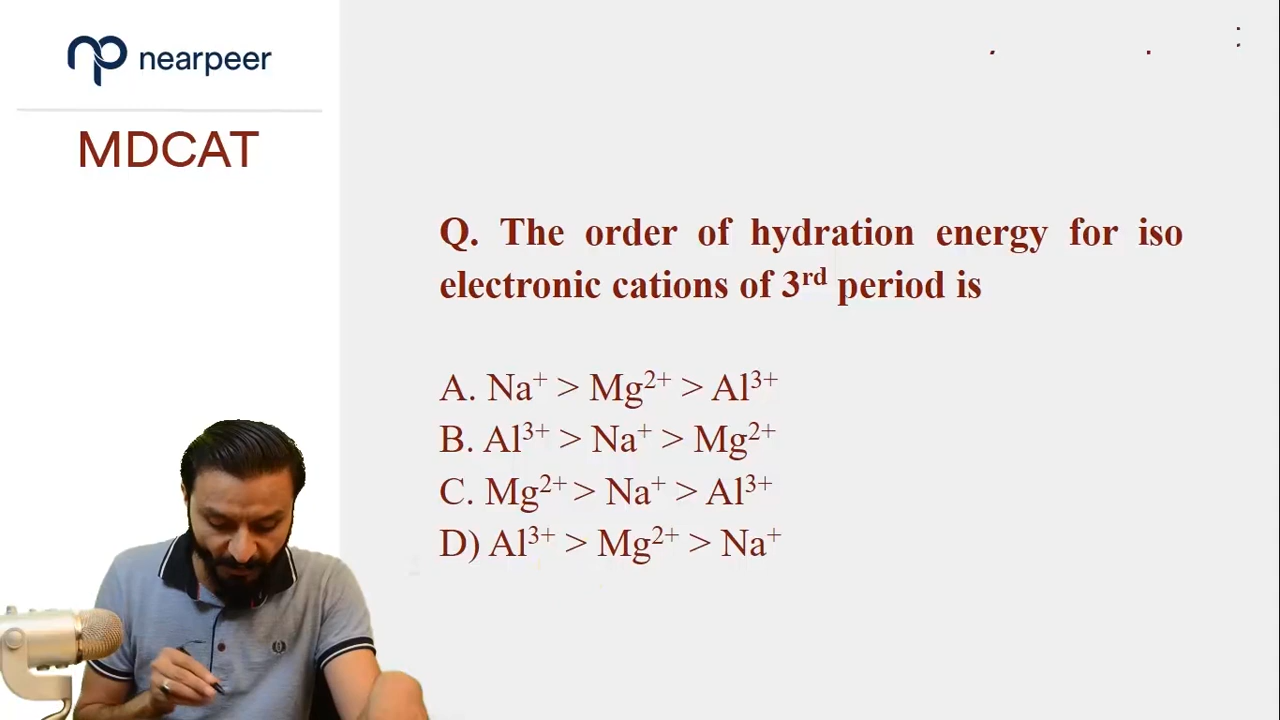 nearpeer
MDCAT
Q. The order of hydration energy for iso
electronic cations of 3rd period is
A. Na⁺ > Mg²⁺ > Al³⁺
B. Al³⁺ > Na⁺ > Mg²⁺
C. Mg²⁺ > Na⁺ > Al³⁺
D) Al³⁺ > Mg²⁺ > Na⁺